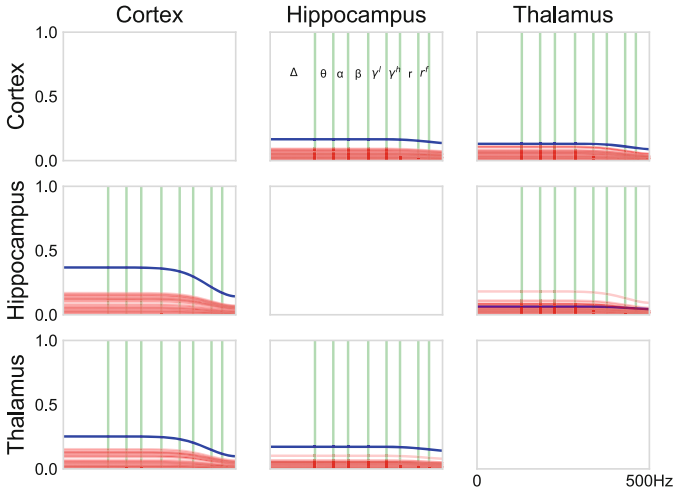 Cortex Hippocampus Thalamus
Cortex
1.0
0.5
0.0
Δ θ α β γˡ γʰ r rᶠ
Hippocampus
1.0
0.5
0.0
Thalamus
1.0
0.5
0.0
0 500Hz